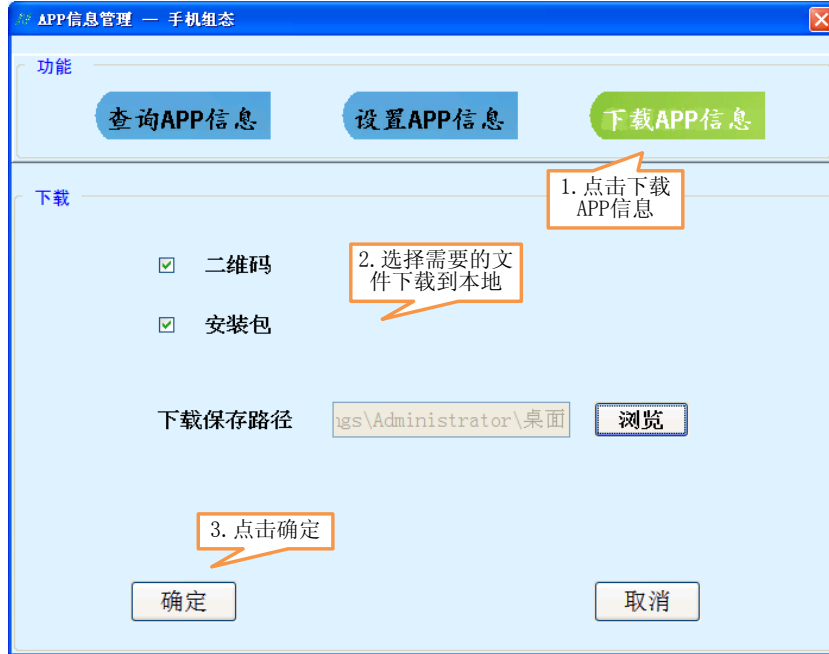 APP信息管理 — 手机组态
功能
查询APP信息
设置APP信息
下载APP信息
1.点击下载
APP信息
下载
二维码
2.选择需要的文
件下载到本地
安装包
下载保存路径
ngs\Administrator\桌面
浏览
3.点击确定
确定
取消